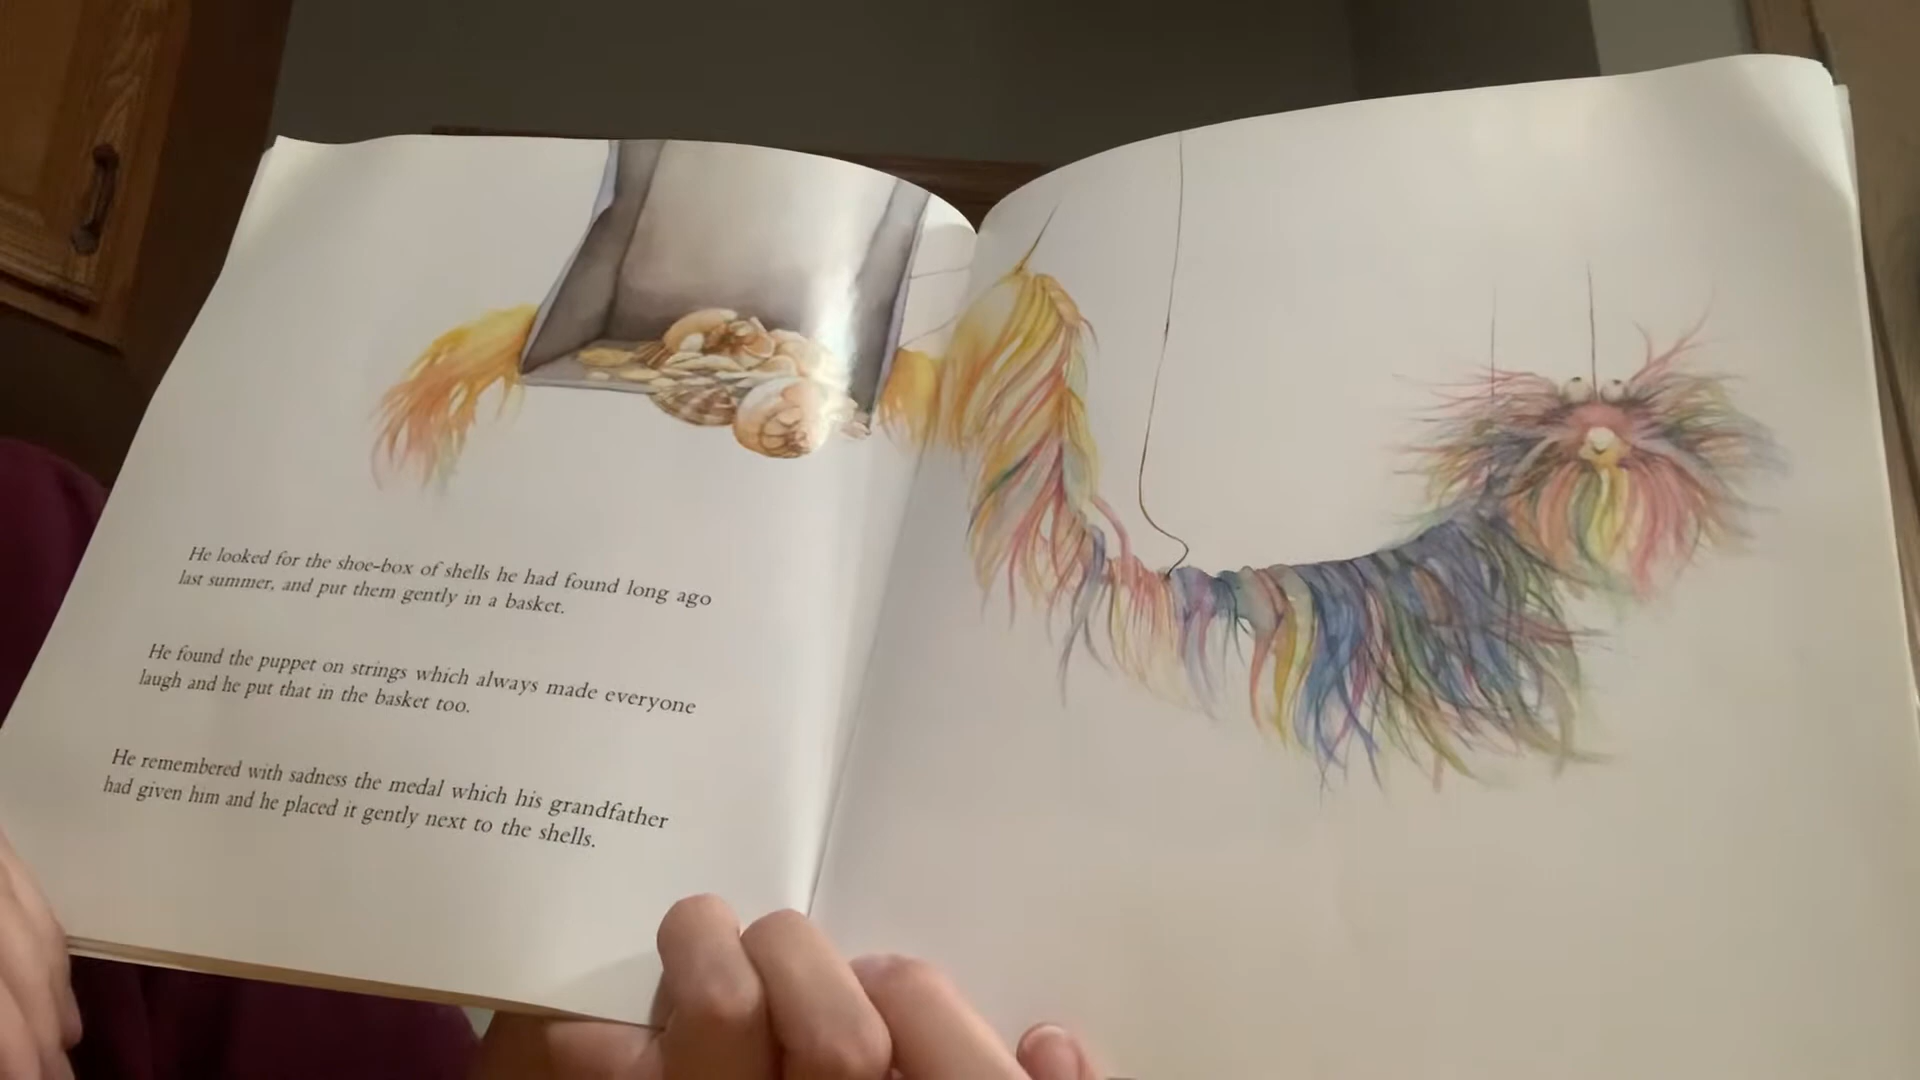 He looked for the shoe-box of shells he had found long ago
last summer, and put them gently in a basket.
He found the puppet on strings which always made everyone
laugh and he put that in the basket too.
He remembered with sadness the medal which his grandfather
had given him and he placed it gently next to the shells.